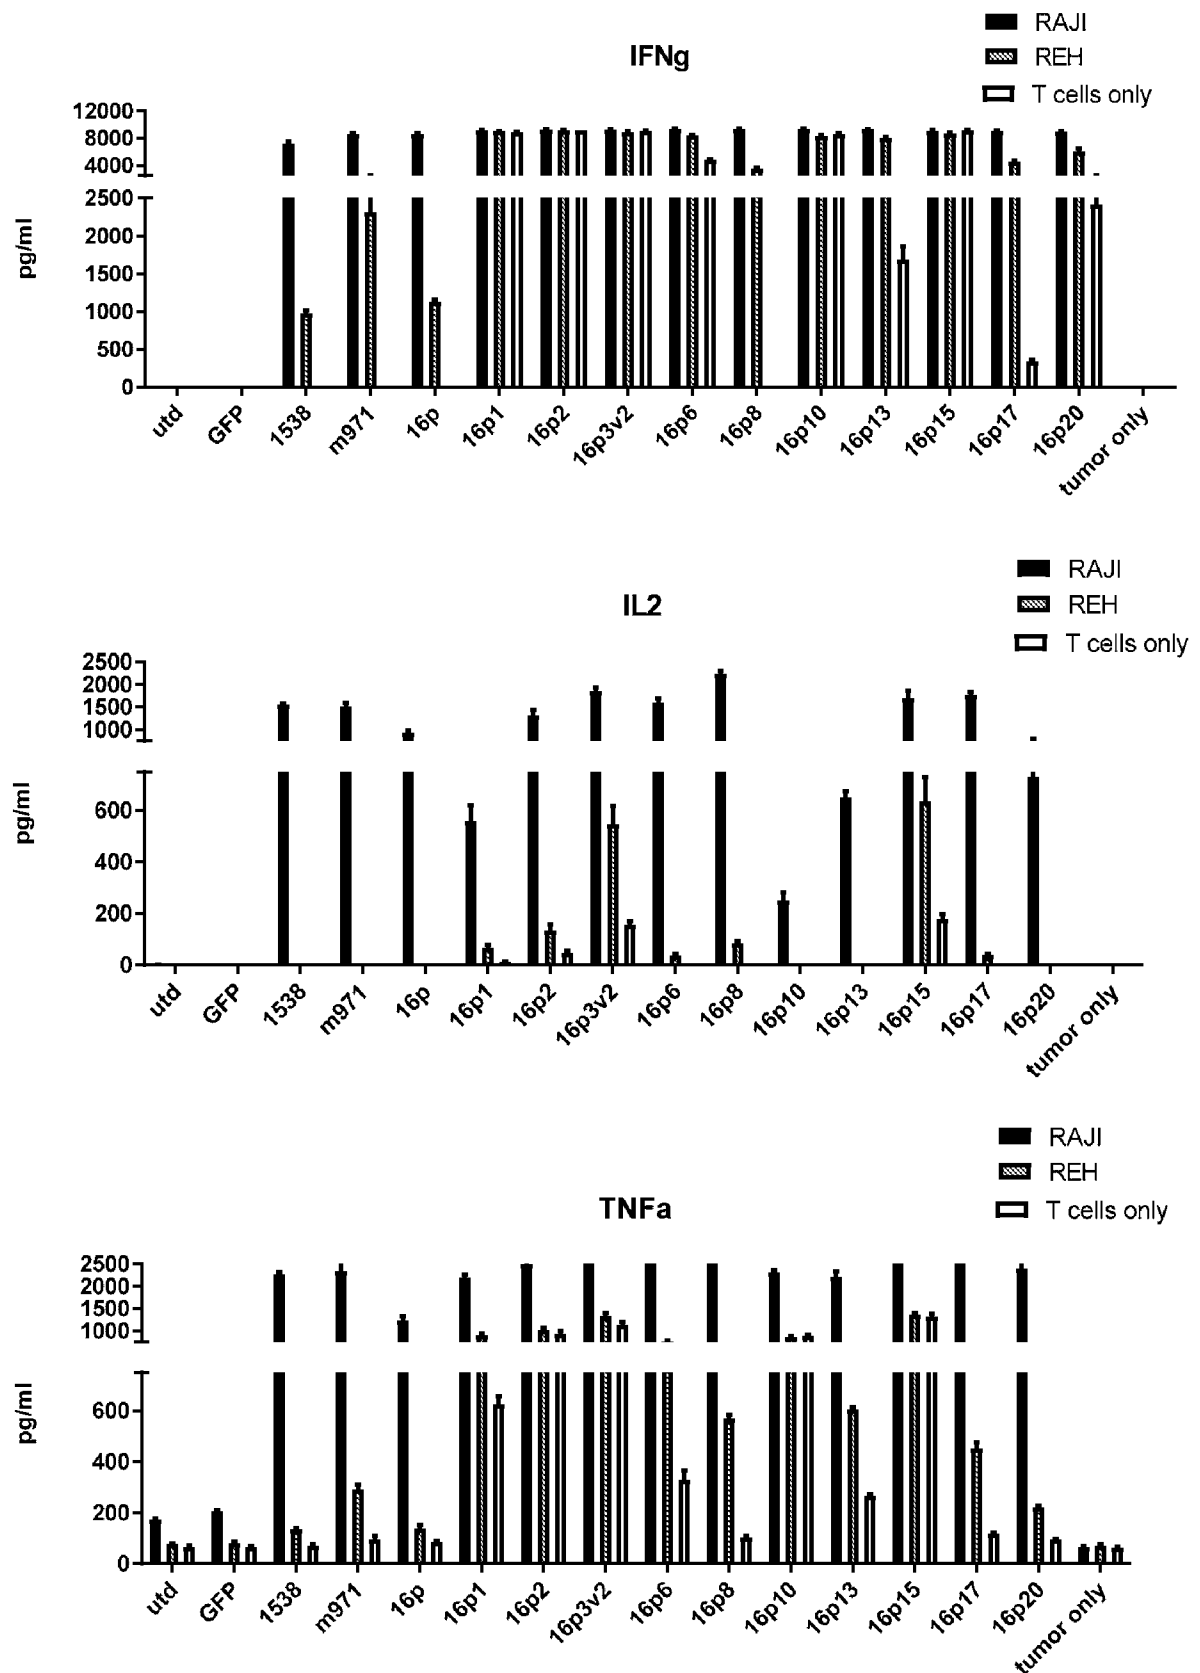 RAJI
IFNg
REH
T cells only
12000
8000
4000
2500
2000
1500
1000
500
0
pg/ml
utd GFP 1538 m971 16p 16p1 16p2 16p3v2 16p6 16p8 16p10 16p13 16p15 16p17 16p20 tumor only
RAJI
IL2
REH
T cells only
2500
2000
1500
1000
600
400
200
0
pg/ml
utd GFP 1538 m971 16p 16p1 16p2 16p3v2 16p6 16p8 16p10 16p13 16p15 16p17 16p20 tumor only
RAJI
REH
TNFa
T cells only
2500
2000
1500
1000
600
400
200
0
pg/ml
utd GFP 1538 m971 16p 16p1 16p2 16p3v2 16p6 16p8 16p10 16p13 16p15 16p17 16p20 tumor only